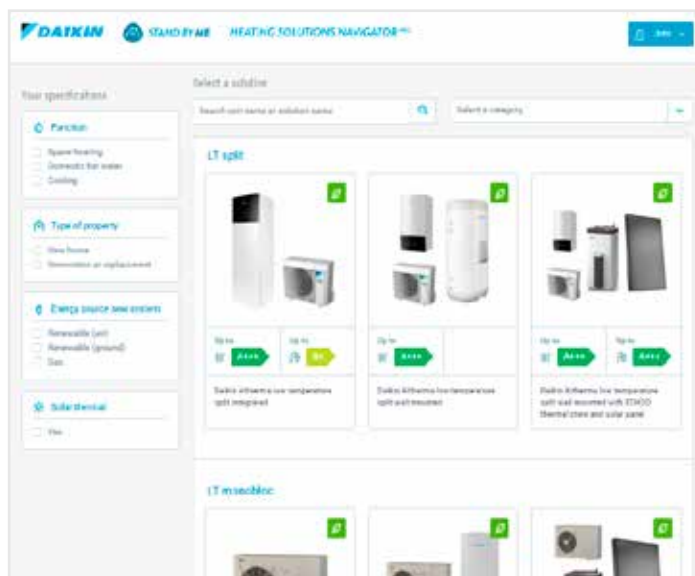 DAIKIN
STAND BY ME
HEATING SOLUTIONS NAVIGATOR
Your specifications
Function
Space heating
Domestic hot water
Cooling
Type of property
New home
Renovation or replacement
Energy source new system
Renewable (air)
Renewable (ground)
Gas
Solar thermal
Yes
Select a solution
Search unit name or solution name
Select a category
LT split
Up to
A+++
Up to
Daikin Altherma low temperature
split integrated
Up to
A+++
Daikin Altherma low temperature
split wall mounted
Up to
A+++
Up to
Daikin Altherma low temperature
split wall mounted with
thermal store and solar panel
LT monobloc